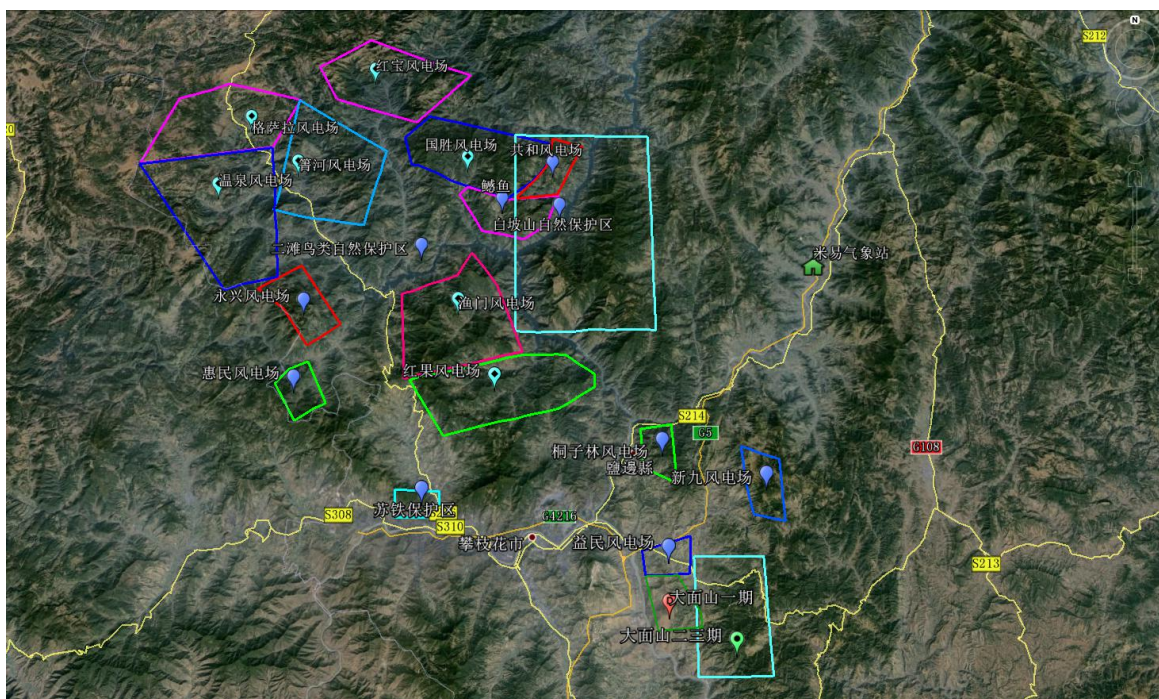 N
S212
红宝风电场
格萨拉风电场
国胜风电场
共和风电场
箐河风电场
温泉风电场
鳡鱼
白坡山自然保护区
二滩鸟类自然保护区
米易气象站
永兴风电场
渔门风电场
惠民风电场
红果风电场
S214
G5
桐子林风电场
鹽邊縣
G108
新九风电场
苏铁保护区
S308
S310
G4216
攀枝花市
益民风电场
S213
大面山一期
大面山二三期